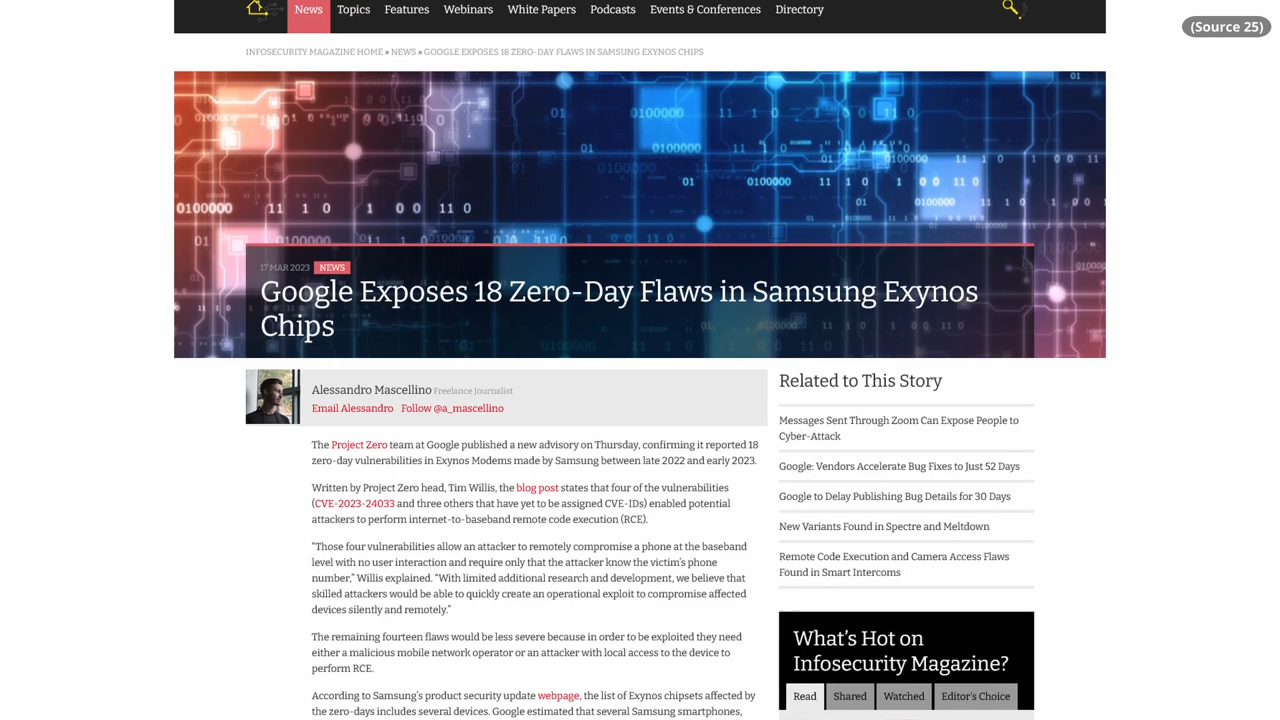 News Topics Features Webinars White Papers Podcasts Events & Conferences Directory
(Source 25)
INFOSECURITY MAGAZINE HOME » NEWS » GOOGLE EXPOSES 18 ZERO-DAY FLAWS IN SAMSUNG EXYNOS CHIPS
17 MAR 2023 NEWS
Google Exposes 18 Zero-Day Flaws in Samsung Exynos
Chips
Alessandro Mascellino Freelance Journalist
Email Alessandro Follow @a_mascellino
The Project Zero team at Google published a new advisory on Thursday, confirming it reported 18
zero-day vulnerabilities in Exynos Modems made by Samsung between late 2022 and early 2023.
Written by Project Zero head, Tim Willis, the blog post states that four of the vulnerabilities
(CVE-2023-24033 and three others that have yet to be assigned CVE-IDs) enabled potential
attackers to perform internet-to-baseband remote code execution (RCE).
“Those four vulnerabilities allow an attacker to remotely compromise a phone at the baseband
level with no user interaction and require only that the attacker know the victim’s phone
number,” Willis explained. “With limited additional research and development, we believe that
skilled attackers would be able to quickly create an operational exploit to compromise affected
devices silently and remotely.”
The remaining fourteen flaws would be less severe because in order to be exploited they need
either a malicious mobile network operator or an attacker with local access to the device to
perform RCE.
According to Samsung’s product security update webpage, the list of Exynos chipsets affected by
the zero-days includes several devices. Google estimated that several Samsung smartphones,
Related to This Story
Messages Sent Through Zoom Can Expose People to
Cyber-Attack
Google: Vendors Accelerate Bug Fixes to Just 52 Days
Google to Delay Publishing Bug Details for 30 Days
New Variants Found in Spectre and Meltdown
Remote Code Execution and Camera Access Flaws
Found in Smart Intercoms
What’s Hot on
Infosecurity Magazine?
Read Shared Watched Editor's Choice